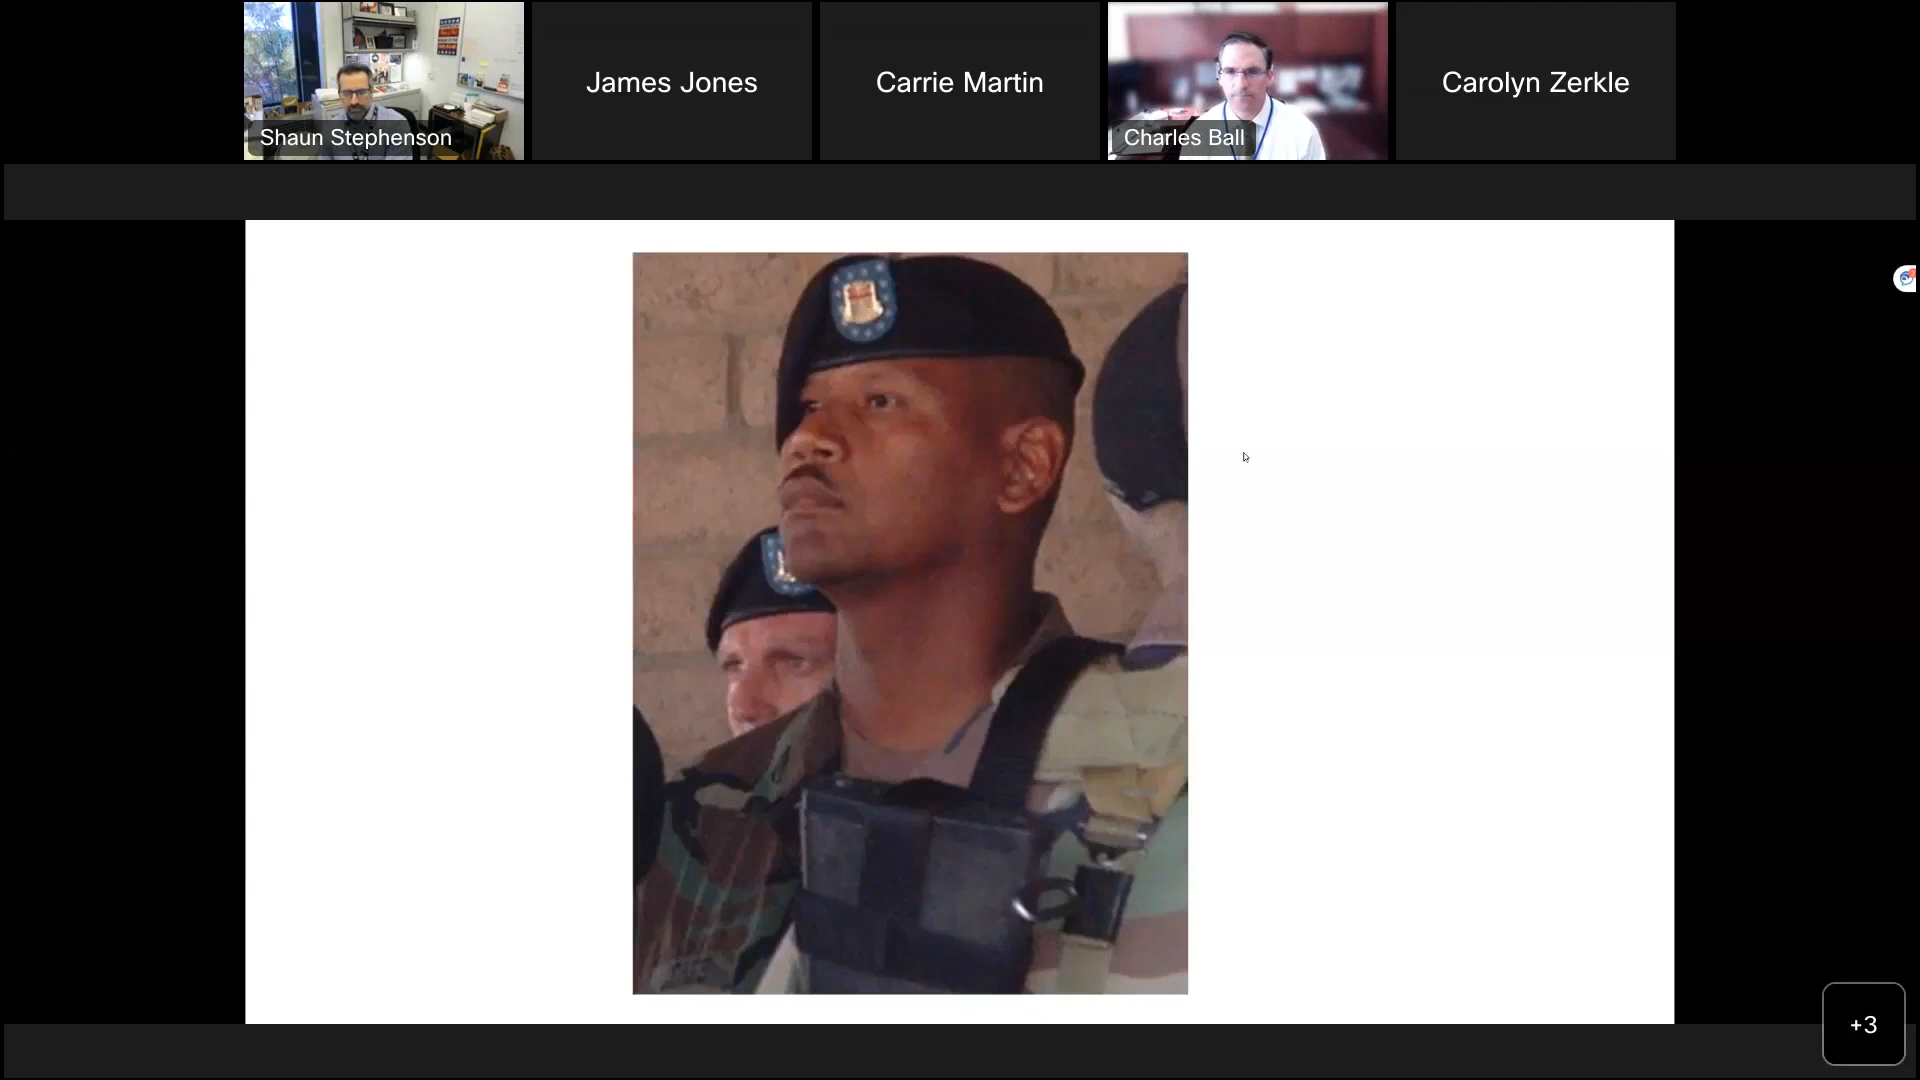 James Jones
Carrie Martin
Carolyn Zerkle
Shaun Stephenson
Charles Ball
+3